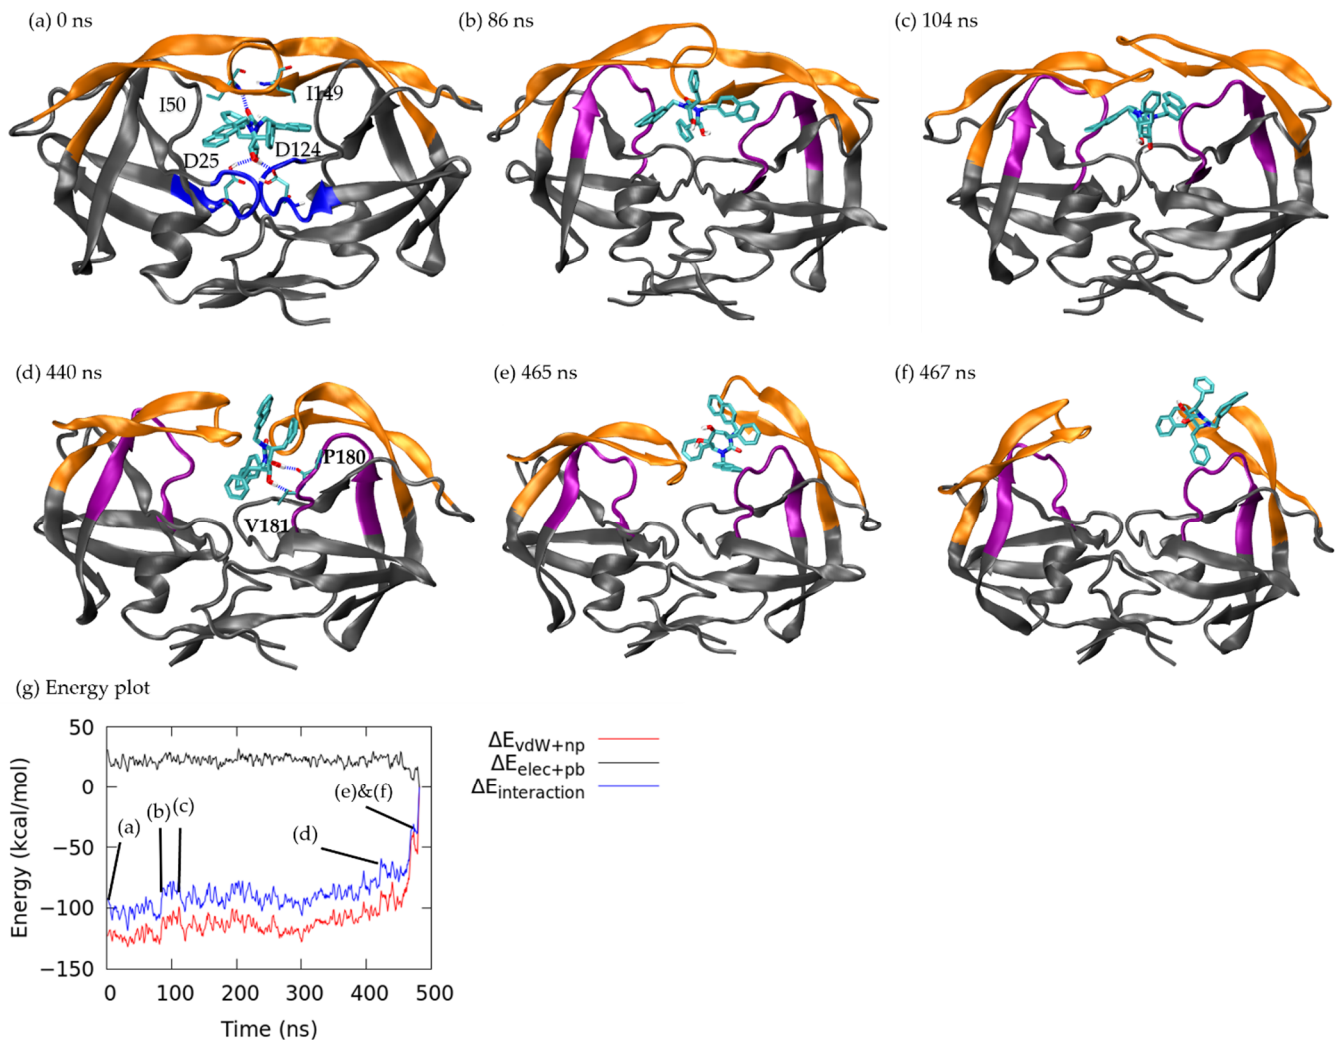 (a) 0 ns
(b) 86 ns
(c) 104 ns
I50
I149
D25
D124
(d) 440 ns
(e) 465 ns
(f) 467 ns
P180
V181
(g) Energy plot
50
0
−50
−100
−150
Energy (kcal/mol)
(a)
(b)
(c)
(d)
(e)&(f)
0 100 200 300 400 500
Time (ns)
ΔEvdW+np
ΔEelec+pb
ΔEinteraction